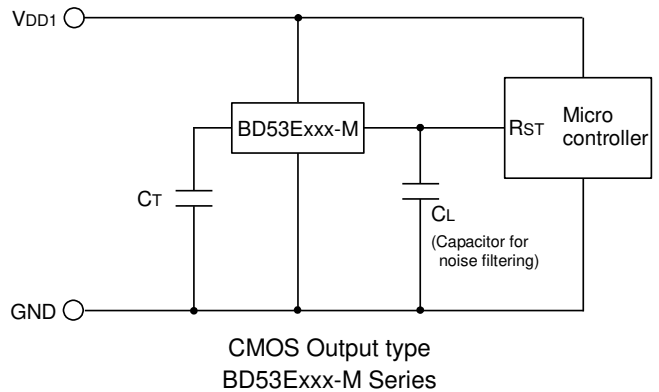 VDD1
BD53Exxx-M
RST
Micro
controller
CT
CL
(Capacitor for
noise filtering)
GND
CMOS Output type
BD53Exxx-M Series